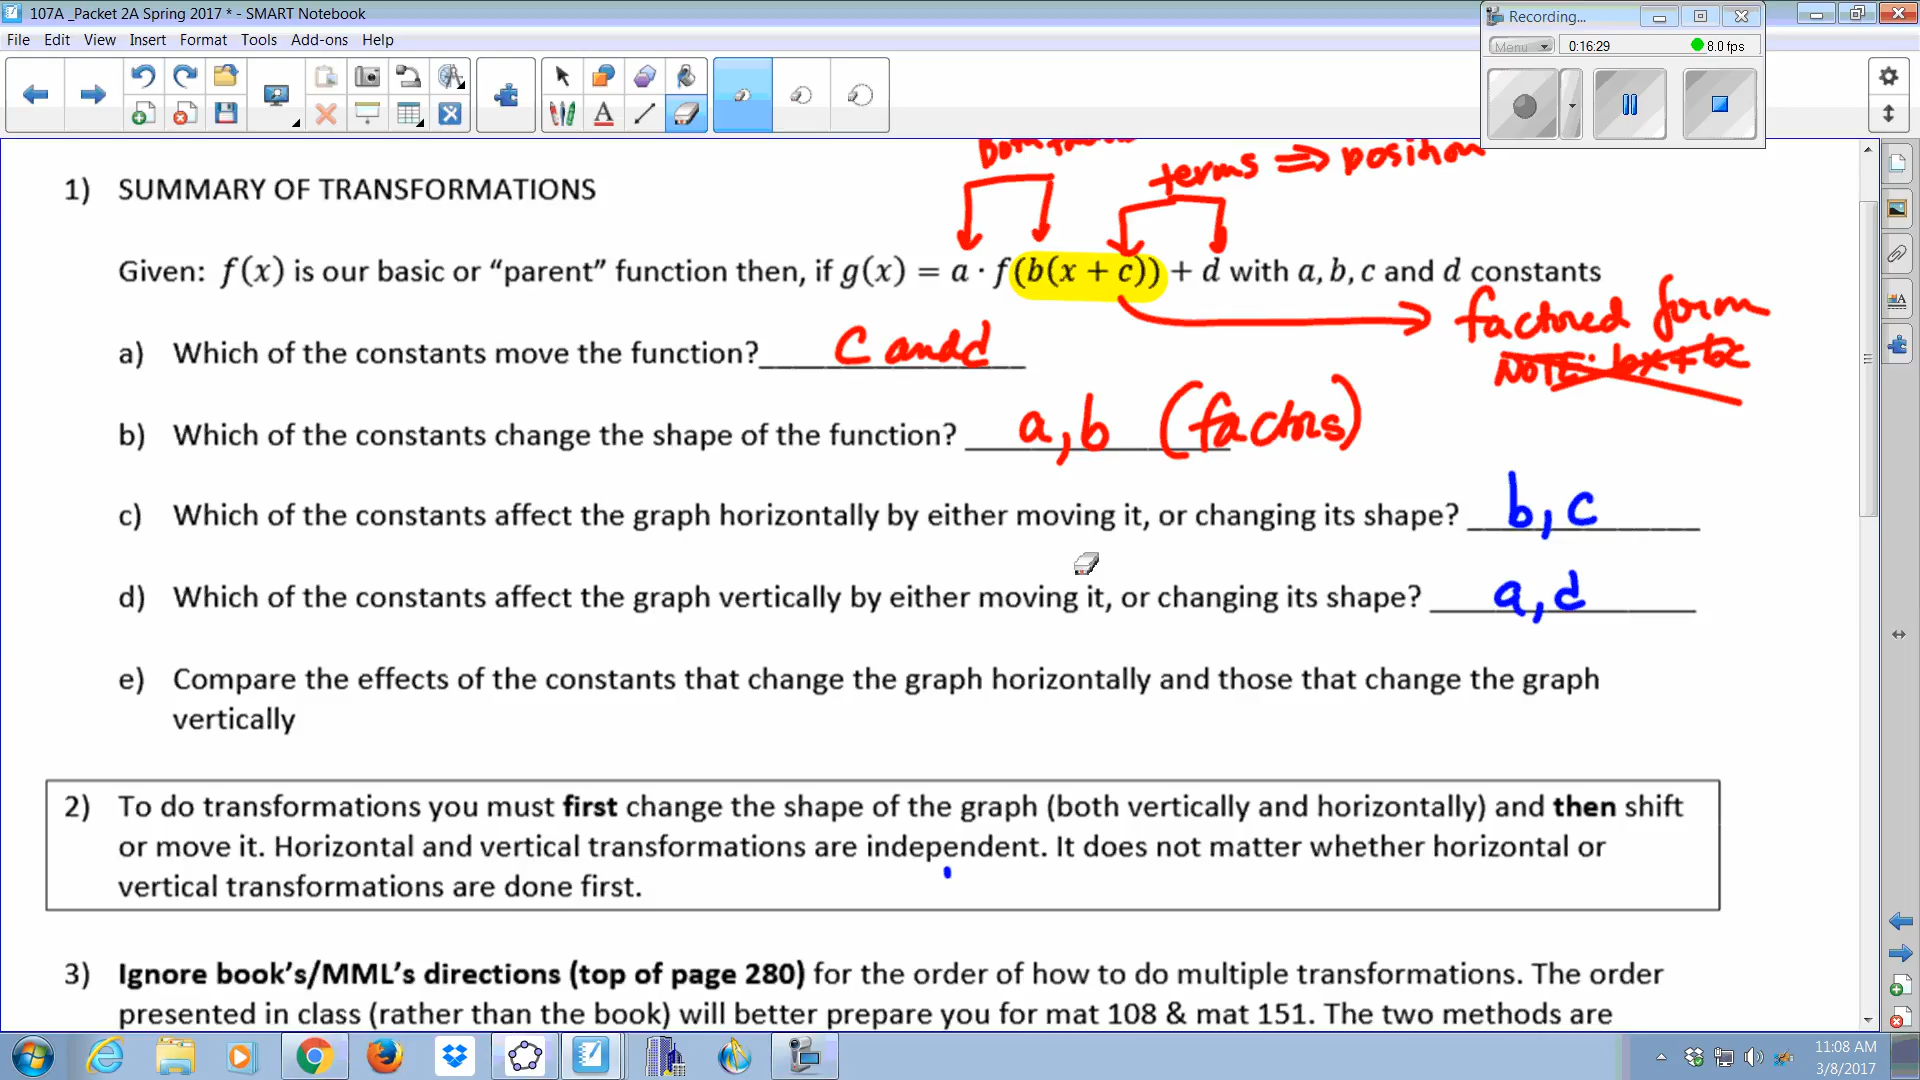 107A _Packet 2A Spring 2017 * - SMART Notebook
File Edit View Insert Format Tools Add-ons Help
Recording...
Menu 0:16:29 8.0 fps
terms ⇒ position
1) SUMMARY OF TRANSFORMATIONS
Given: f(x) is our basic or “parent” function then, if g(x) = a · f(b(x + c)) + d with a, b, c and d constants
factored form
NOTE: bx + bc
a) Which of the constants move the function? c and d
b) Which of the constants change the shape of the function? a, b (factors)
c) Which of the constants affect the graph horizontally by either moving it, or changing its shape? b, c
d) Which of the constants affect the graph vertically by either moving it, or changing its shape? a, d
e) Compare the effects of the constants that change the graph horizontally and those that change the graph
vertically
2) To do transformations you must first change the shape of the graph (both vertically and horizontally) and then shift
or move it. Horizontal and vertical transformations are independent. It does not matter whether horizontal or
vertical transformations are done first.
3) Ignore book’s/MML’s directions (top of page 280) for the order of how to do multiple transformations. The order
presented in class (rather than the book) will better prepare you for mat 108 & mat 151. The two methods are
11:08 AM
3/8/2017